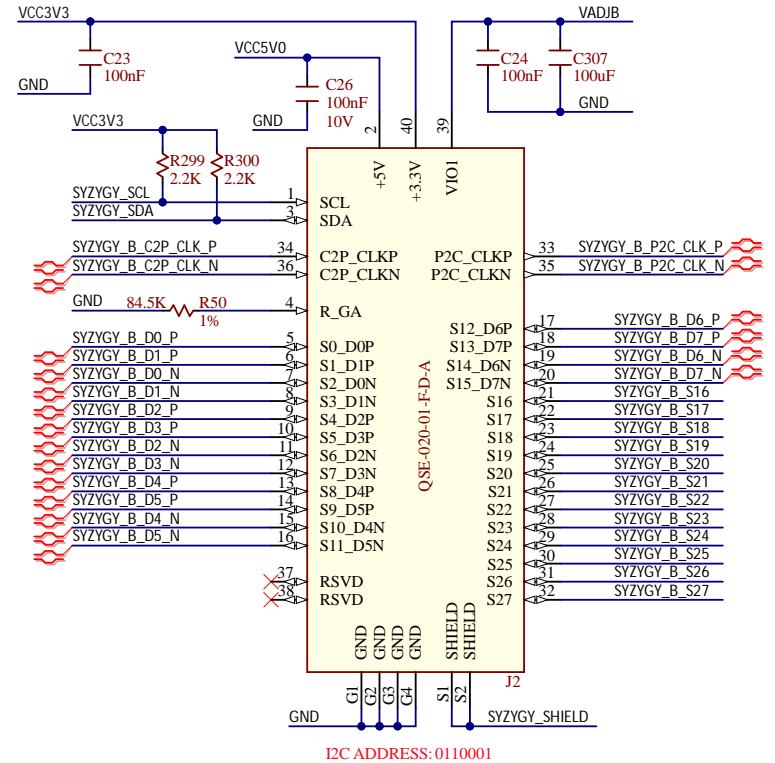 VCC3V3
VADJB
C23
100nF
GND
VCC5V0
C26
100nF
10V
GND
C24
100nF
C307
100uF
GND
VCC3V3
R299
2.2K
R300
2.2K
2
40
39
+5V
+3.3V
VIO1
SYZYGY_SCL 1 SCL
SYZYGY_SDA 3 SDA
SYZYGY_B_C2P_CLK_P 34 C2P_CLKP
SYZYGY_B_C2P_CLK_N 36 C2P_CLKN
P2C_CLKP 33 SYZYGY_B_P2C_CLK_P
P2C_CLKN 35 SYZYGY_B_P2C_CLK_N
GND 84.5K R50 4 R_GA
1%
SYZYGY_B_D0_P 5 S0_D0P
SYZYGY_B_D1_P 6 S1_D1P
SYZYGY_B_D0_N 7 S2_D0N
SYZYGY_B_D1_N 8 S3_D1N
SYZYGY_B_D2_P 9 S4_D2P
SYZYGY_B_D3_P 10 S5_D3P
SYZYGY_B_D2_N 11 S6_D2N
SYZYGY_B_D3_N 12 S7_D3N
SYZYGY_B_D4_P 13 S8_D4P
SYZYGY_B_D5_P 14 S9_D5P
SYZYGY_B_D4_N 15 S10_D4N
SYZYGY_B_D5_N 16 S11_D5N
37 RSVD
38 RSVD
QSE-020-01-F-D-A
S12_D6P 17 SYZYGY_B_D6_P
S13_D7P 18 SYZYGY_B_D7_P
S14_D6N 19 SYZYGY_B_D6_N
S15_D7N 20 SYZYGY_B_D7_N
S16 21 SYZYGY_B_S16
S17 22 SYZYGY_B_S17
S18 23 SYZYGY_B_S18
S19 24 SYZYGY_B_S19
S20 25 SYZYGY_B_S20
S21 26 SYZYGY_B_S21
S22 27 SYZYGY_B_S22
S23 28 SYZYGY_B_S23
S24 29 SYZYGY_B_S24
S25 30 SYZYGY_B_S25
S26 31 SYZYGY_B_S26
S27 32 SYZYGY_B_S27
GND
GND
GND
GND
SHIELD
SHIELD
G1
G2
G3
G4
S1
S2
J2
GND
SYZYGY_SHIELD
I2C ADDRESS: 0110001